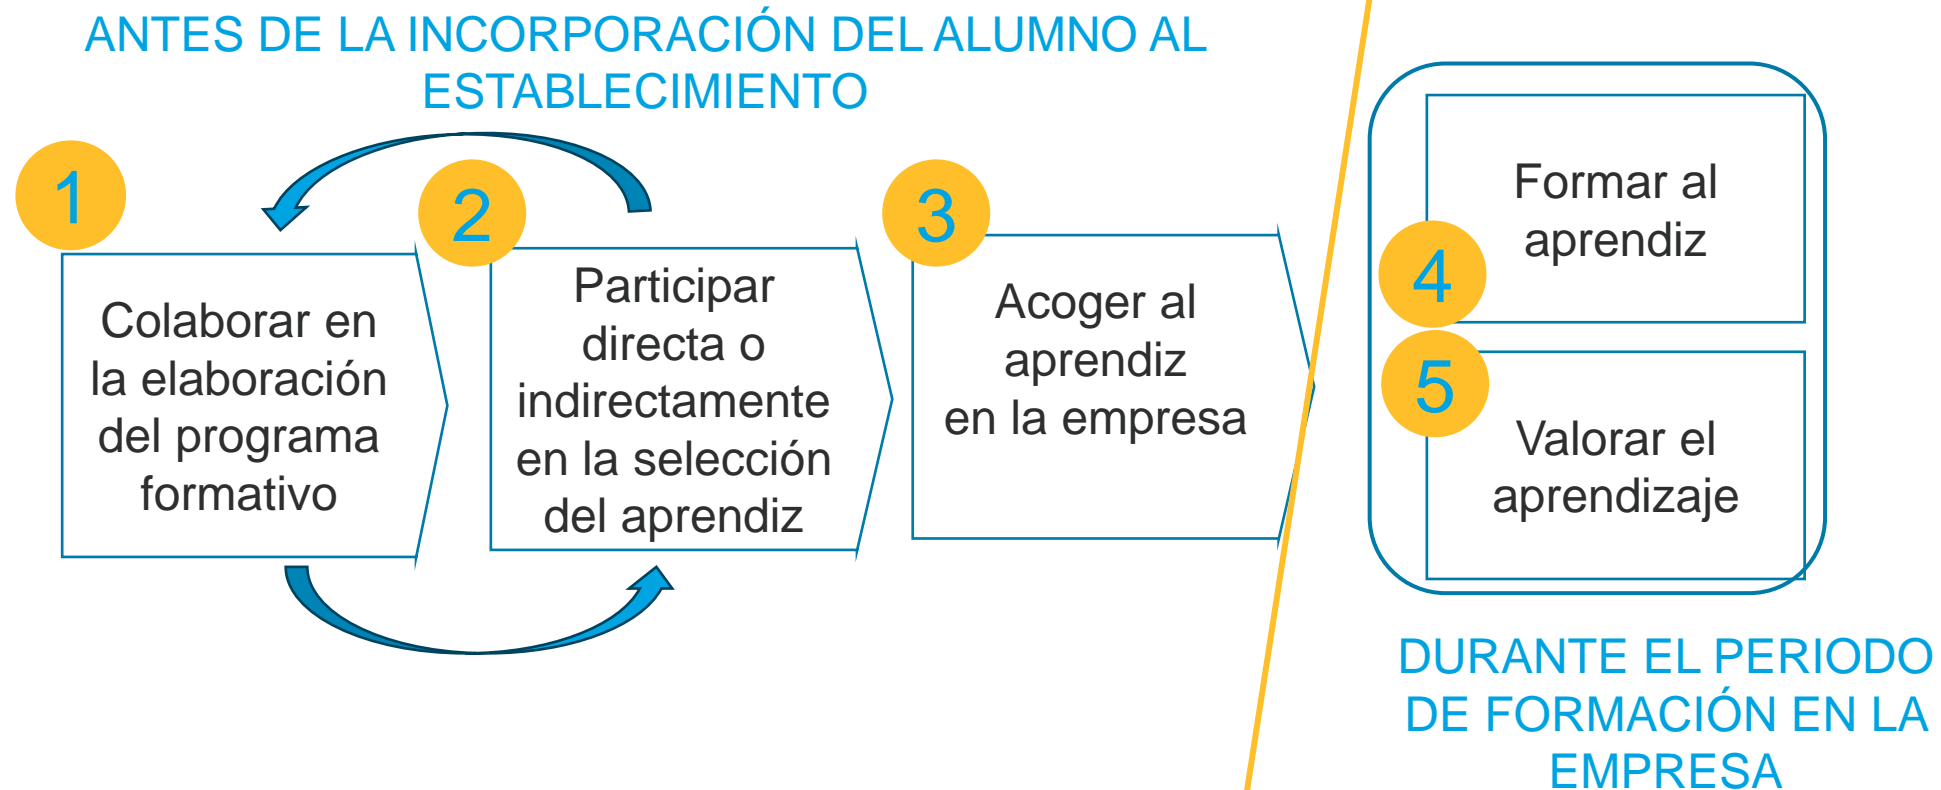 ANTES DE LA INCORPORACIÓN DEL ALUMNO AL
ESTABLECIMIENTO
1
Colaborar en
la elaboración
del programa
formativo
2
Participar
directa o
indirectamente
en la selección
del aprendiz
3
Acoger al
aprendiz
en la empresa
4
Formar al
aprendiz
5
Valorar el
aprendizaje
DURANTE EL PERIODO
DE FORMACIÓN EN LA
EMPRESA